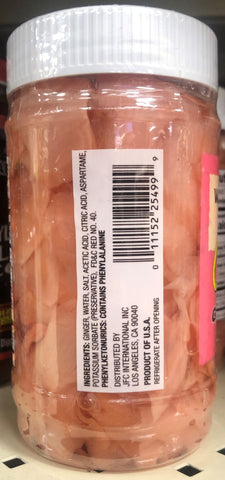 INGREDIENTS: GINGER, WATER, SALT, ACETIC ACID, CITRIC ACID, ASPARTAME,
POTASSIUM SORBATE (PRESERVATIVE), FD&C RED NO. 40.
PHENYLKETONURICS: CONTAINS PHENYLALANINE
DISTRIBUTED BY
JFC INTERNATIONAL INC
LOS ANGELES, CA 90040
PRODUCT OF U.S.A.
REFRIGERATE AFTER OPENING
0 11152 25499 9